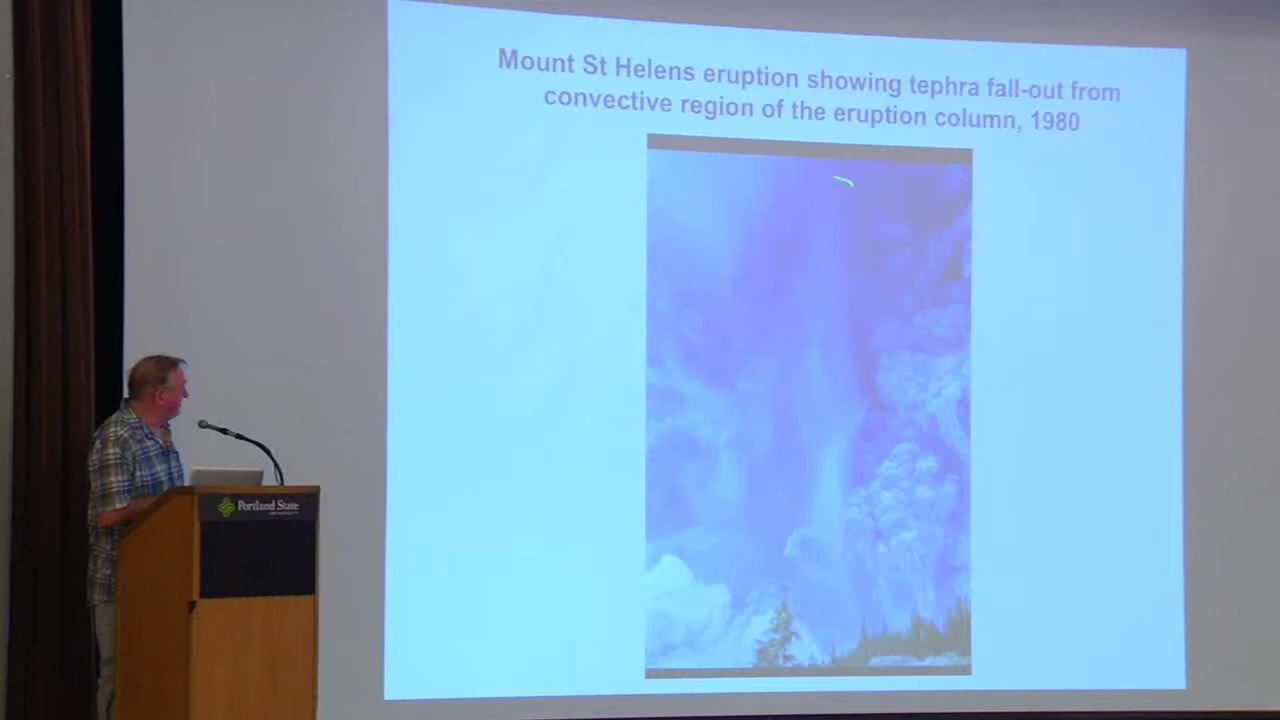 Mount St Helens eruption showing tephra fall-out from
convective region of the eruption column, 1980
Portland State